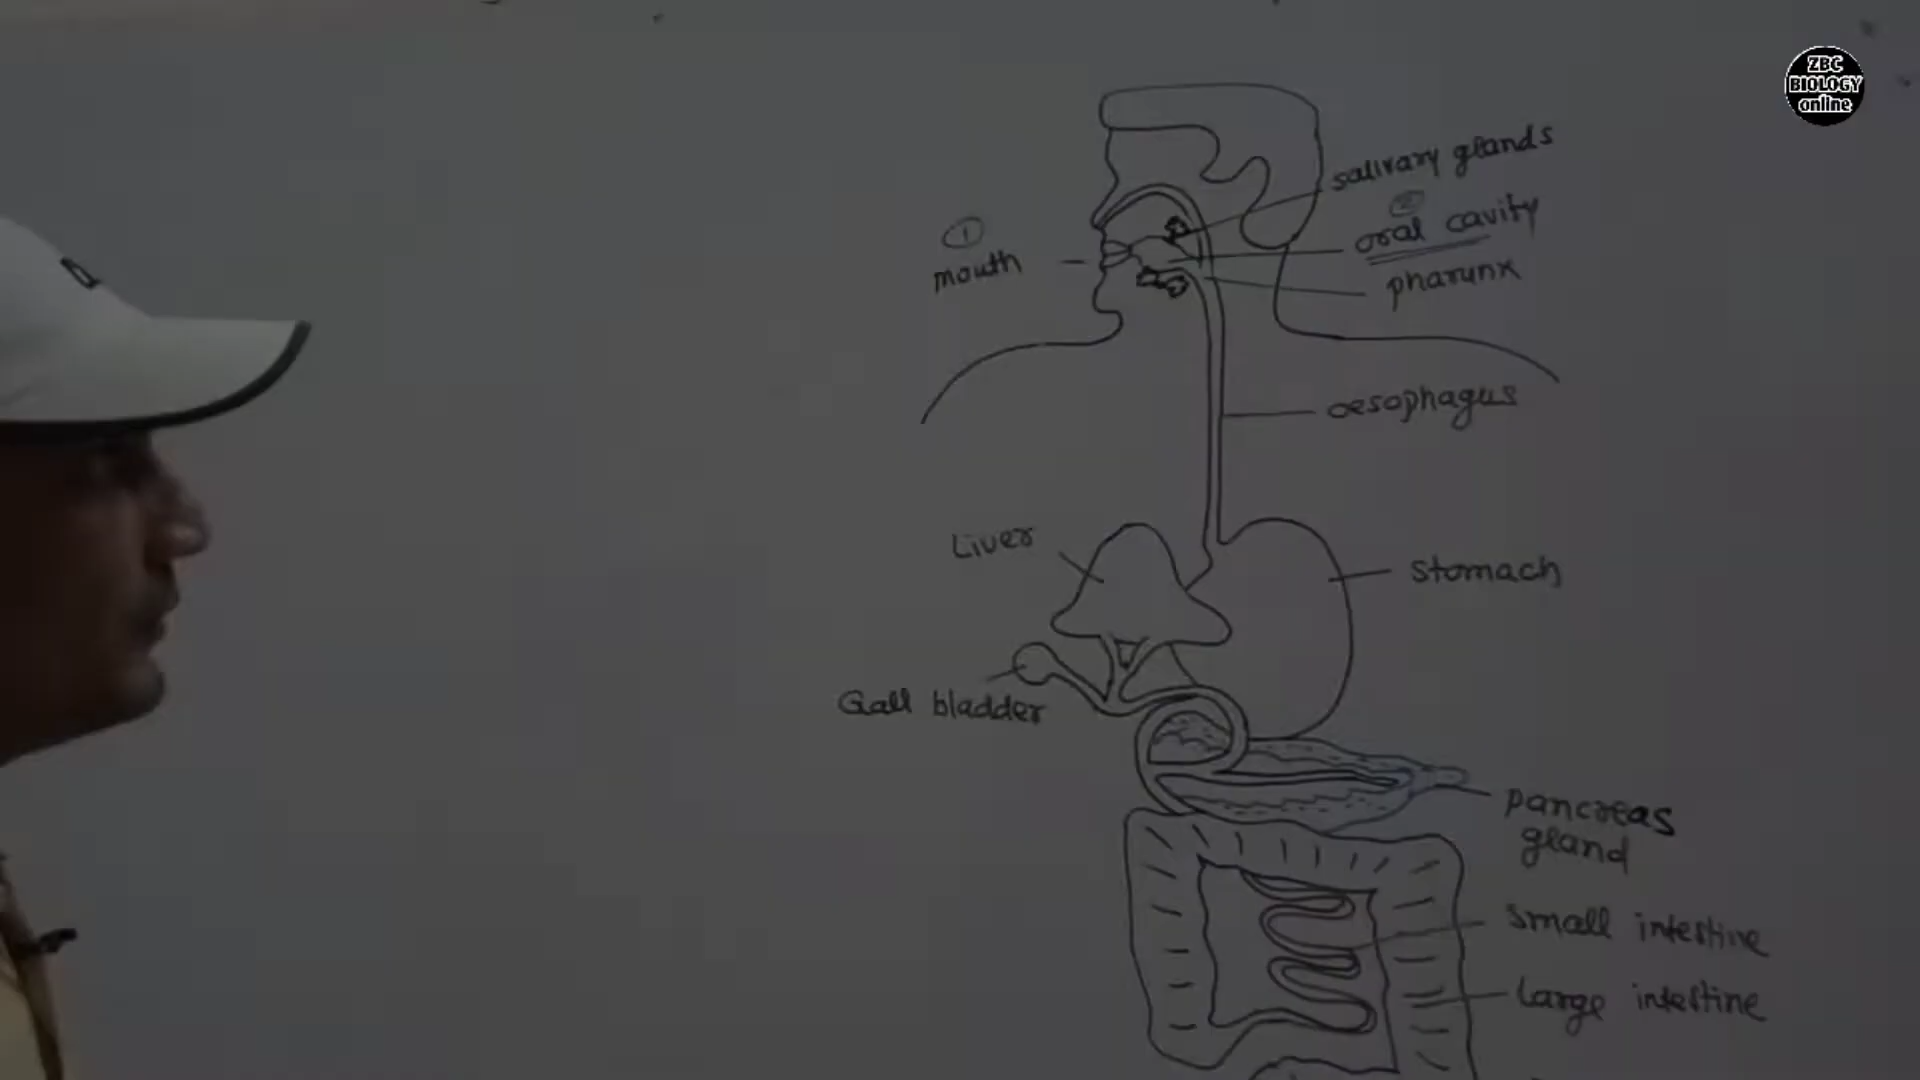 ZBC
BIOLOGY
online
salivary glands
②
oral cavity
①
mouth
pharynx
oesophagus
Liver
stomach
Gall bladder
pancreas
gland
small intestine
Large intestine